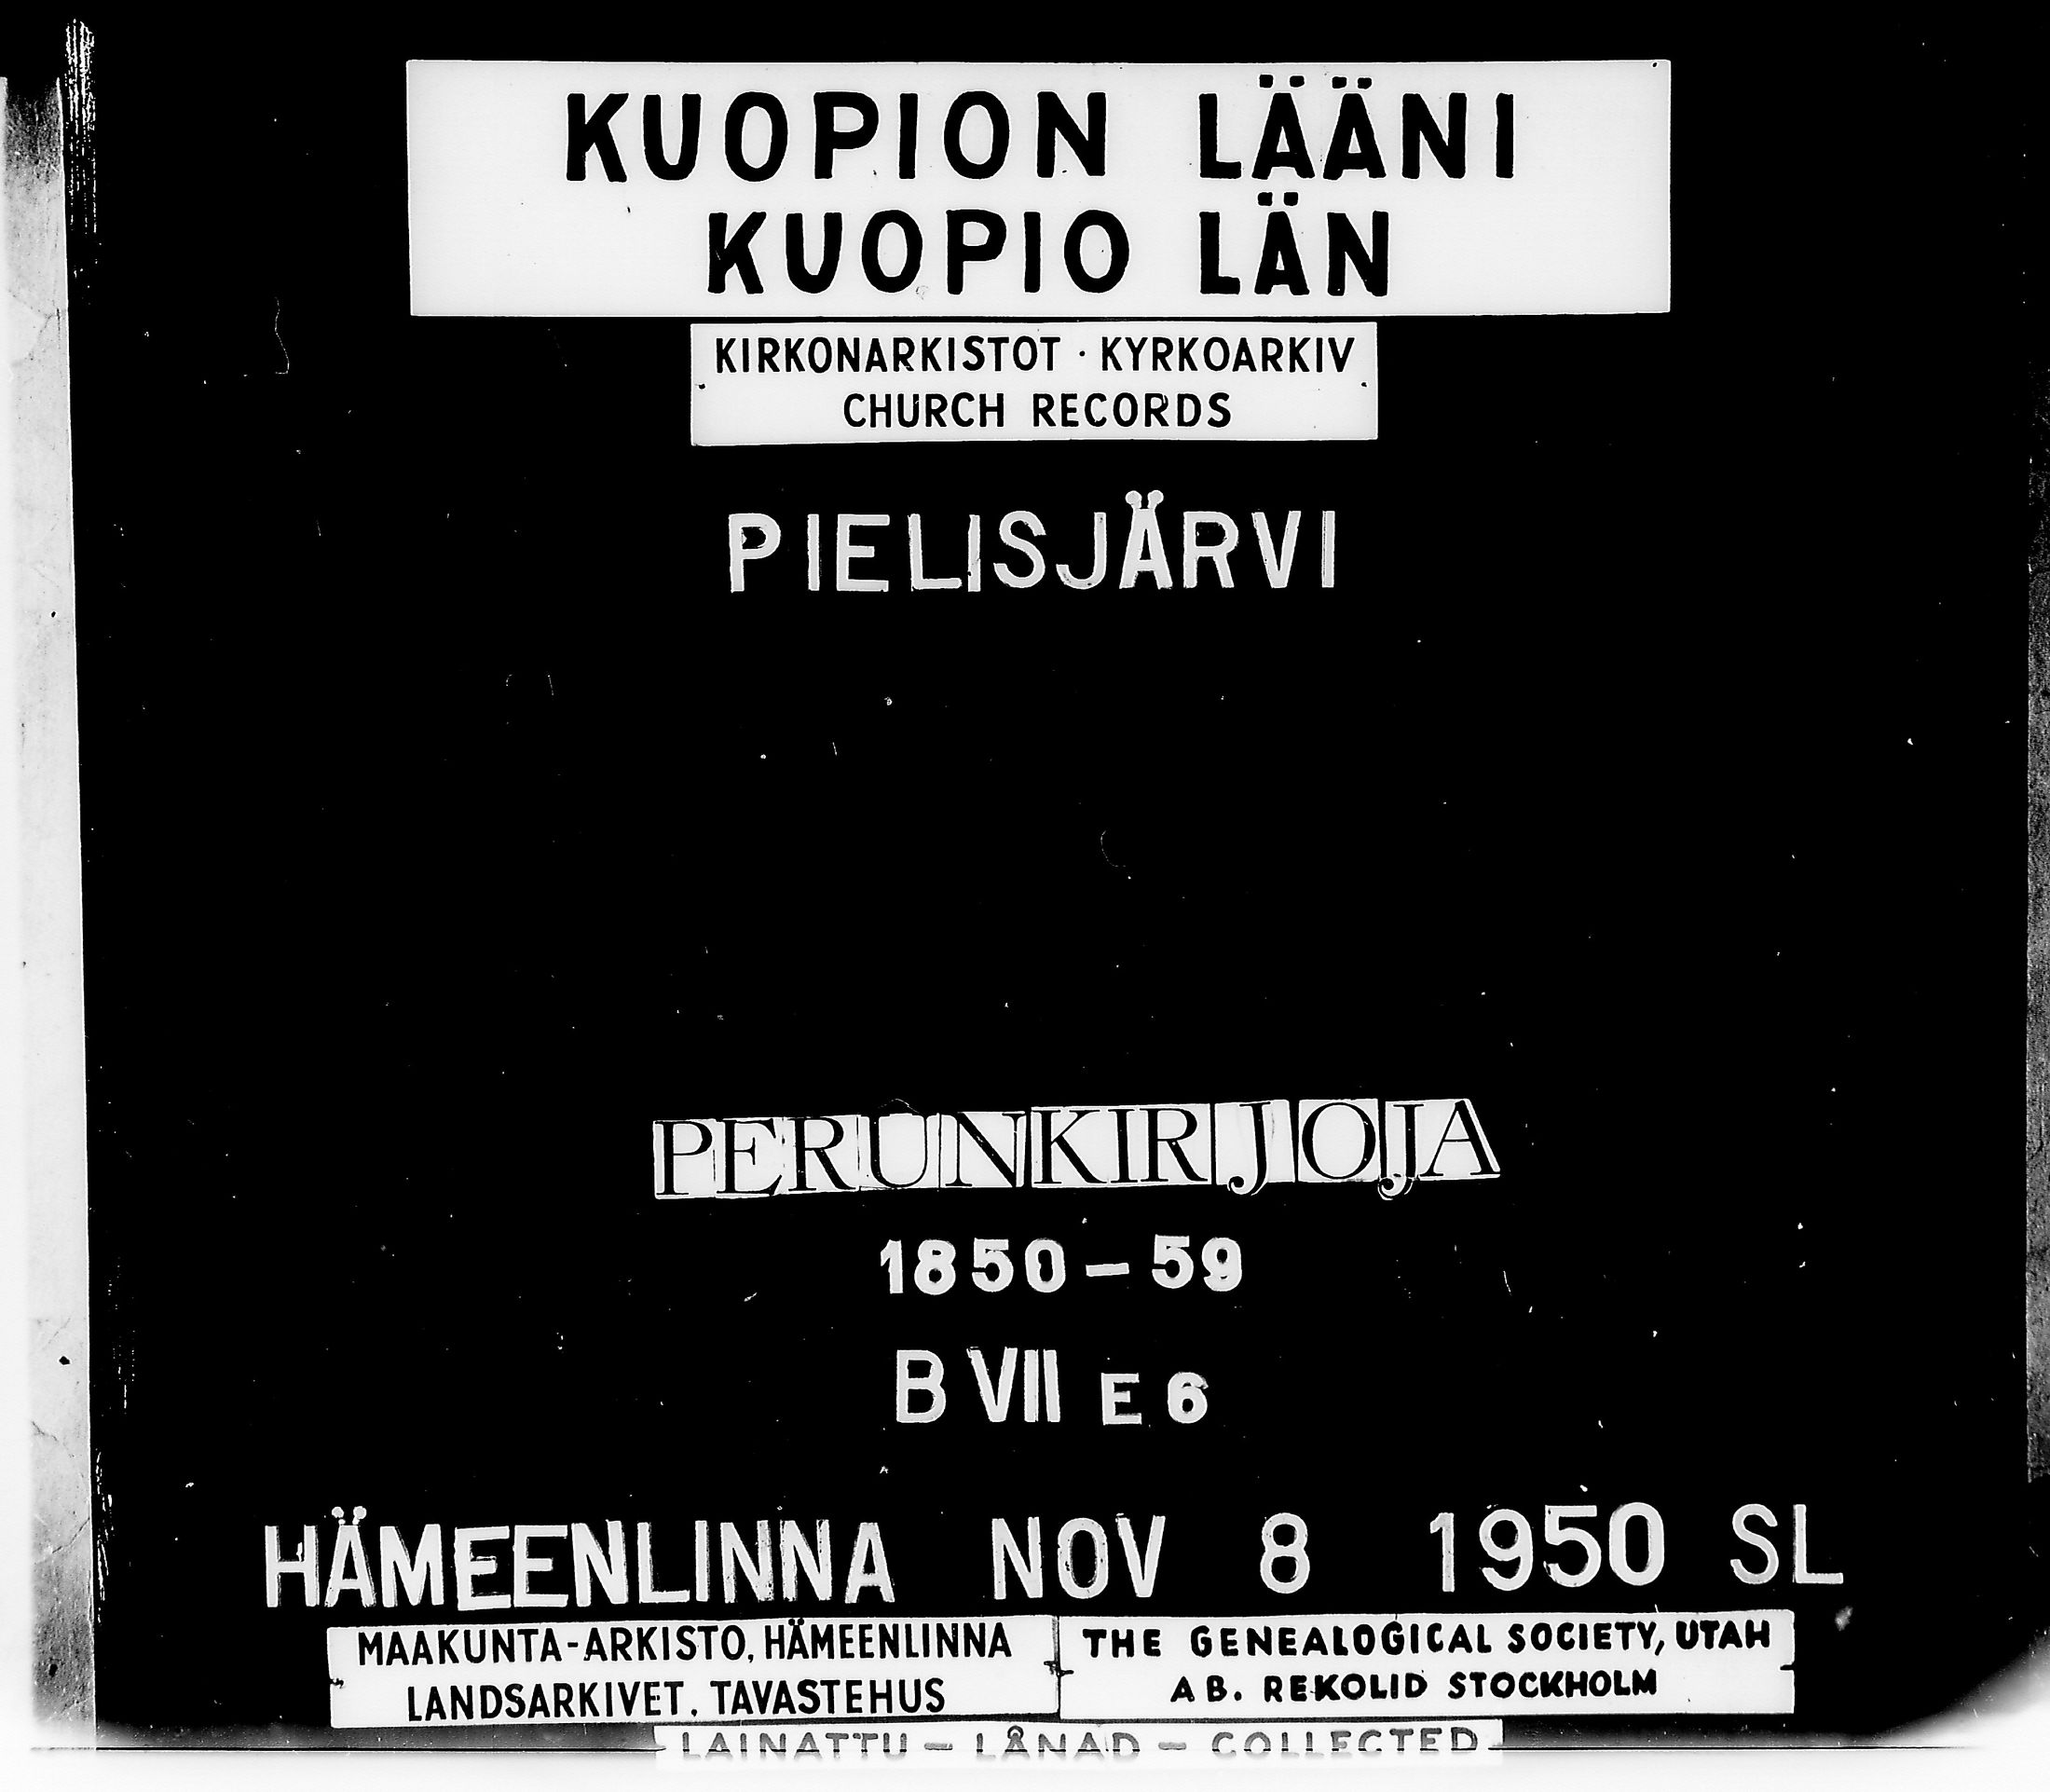 KUOPION LÄÄNI
KUOPIO LÄN
KIRKONARKISTOT · KYRKOARKIV
CHURCH RECORDS
PIELISJÄRVI
PERUNKIRJOJA
1850-59
B VII E 6
HÄMEENLINNA NOV 8 1950 SL
MAAKUNTA-ARKISTO, HÄMEENLINNA
LANDSARKIVET, TAVASTEHUS
THE GENEALOGICAL SOCIETY, UTAH
AB. REKOLID STOCKHOLM
LAINATTU - LÅNAD - COLLECTED